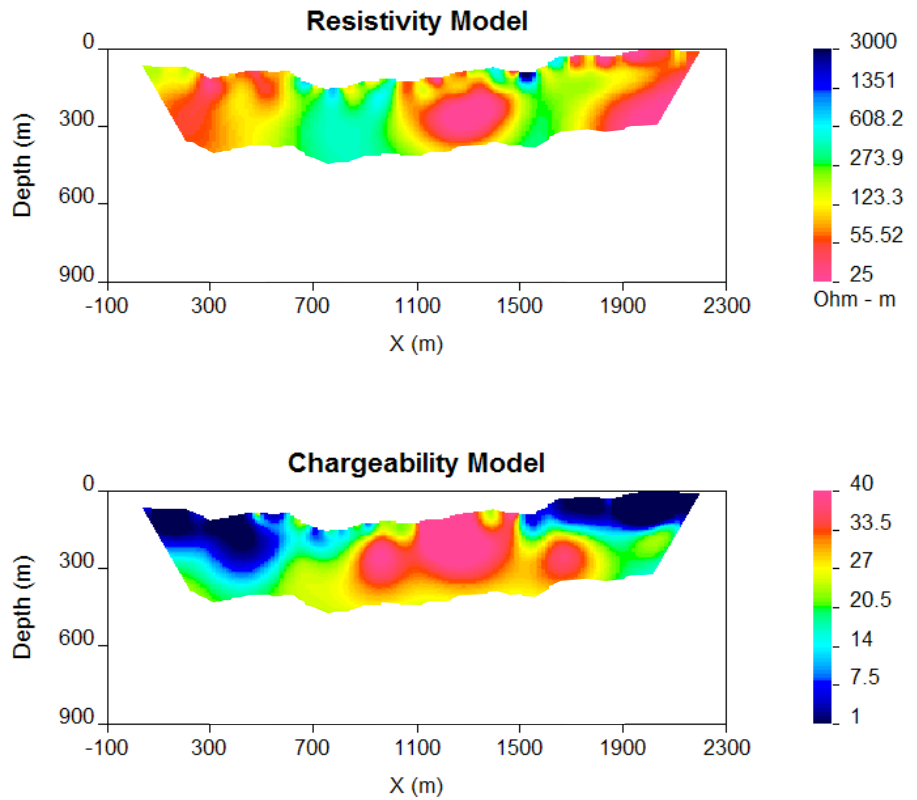 Resistivity Model
0
300
600
900
Depth (m)
-100 300 700 1100 1500 1900 2300
X (m)
3000
1351
608.2
273.9
123.3
55.52
25
Ohm - m
Chargeability Model
0
300
600
900
Depth (m)
-100 300 700 1100 1500 1900 2300
X (m)
40
33.5
27
20.5
14
7.5
1